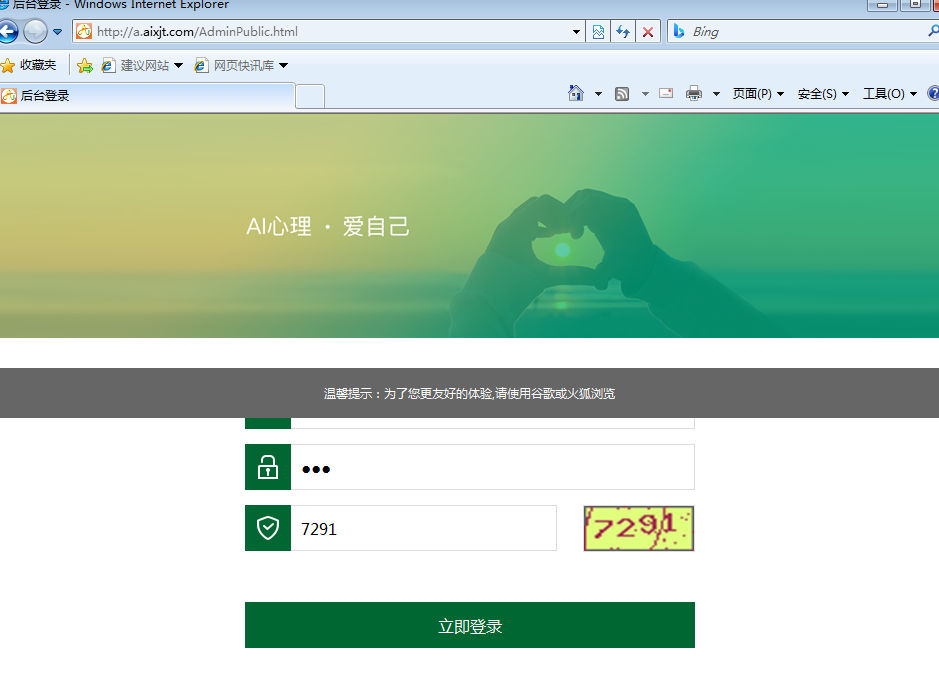 后台登录 - Windows Internet Explorer
http://a.aixjt.com/AdminPublic.html
Bing
收藏夹
建议网站
网页快讯库
后台登录
页面(P)
安全(S)
工具(O)
AI心理 · 爱自己
温馨提示：为了您更友好的体验,请使用谷歌或火狐浏览
●●●
7291
7291
立即登录